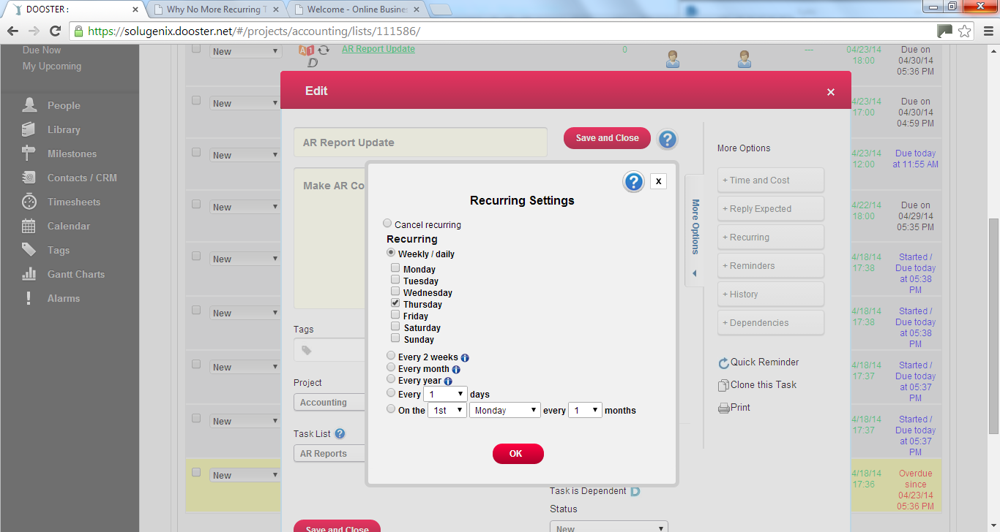 DOOSTER :
Why No More Recurring T
Welcome - Online Busine
https://solugenix.dooster.net/#/projects/accounting/lists/111586/
Due Now
My Upcoming
People
Library
Milestones
Contacts / CRM
Timesheets
Calendar
Tags
Gantt Charts
Alarms
New
A1
D
AR Report Update
0
---
04/23/14
18:00
Due on
04/30/14
05:36 PM
New
4/23/14
17:00
Due on
04/30/14
04:59 PM
New
4/23/14
12:00
Due today
at 11:55 AM
New
4/22/14
18:00
Due on
04/29/14
05:35 PM
New
4/18/14
17:38
Started /
Due today
at 05:38
PM
New
4/18/14
17:38
Started /
Due today
at 05:38
PM
New
4/18/14
17:37
Started /
Due today
at 05:37
PM
New
4/18/14
17:37
Started /
Due today
at 05:37
PM
New
4/18/14
17:36
Overdue
since
04/23/14
05:36 PM
Edit
x
AR Report Update
Save and Close
?
Make AR Co
Tags
Project
Accounting
Task List ?
AR Reports
Save and Close
Task is Dependent D
Status
New
More Options
More Options
+ Time and Cost
+ Reply Expected
+ Recurring
+ Reminders
+ History
+ Dependencies
Quick Reminder
Clone this Task
Print
?
x
Recurring Settings
Cancel recurring
Recurring
Weekly / daily
Monday
Tuesday
Wednesday
Thursday
Friday
Saturday
Sunday
Every 2 weeks i
Every month i
Every year i
Every 1 days
On the 1st Monday every 1 months
OK